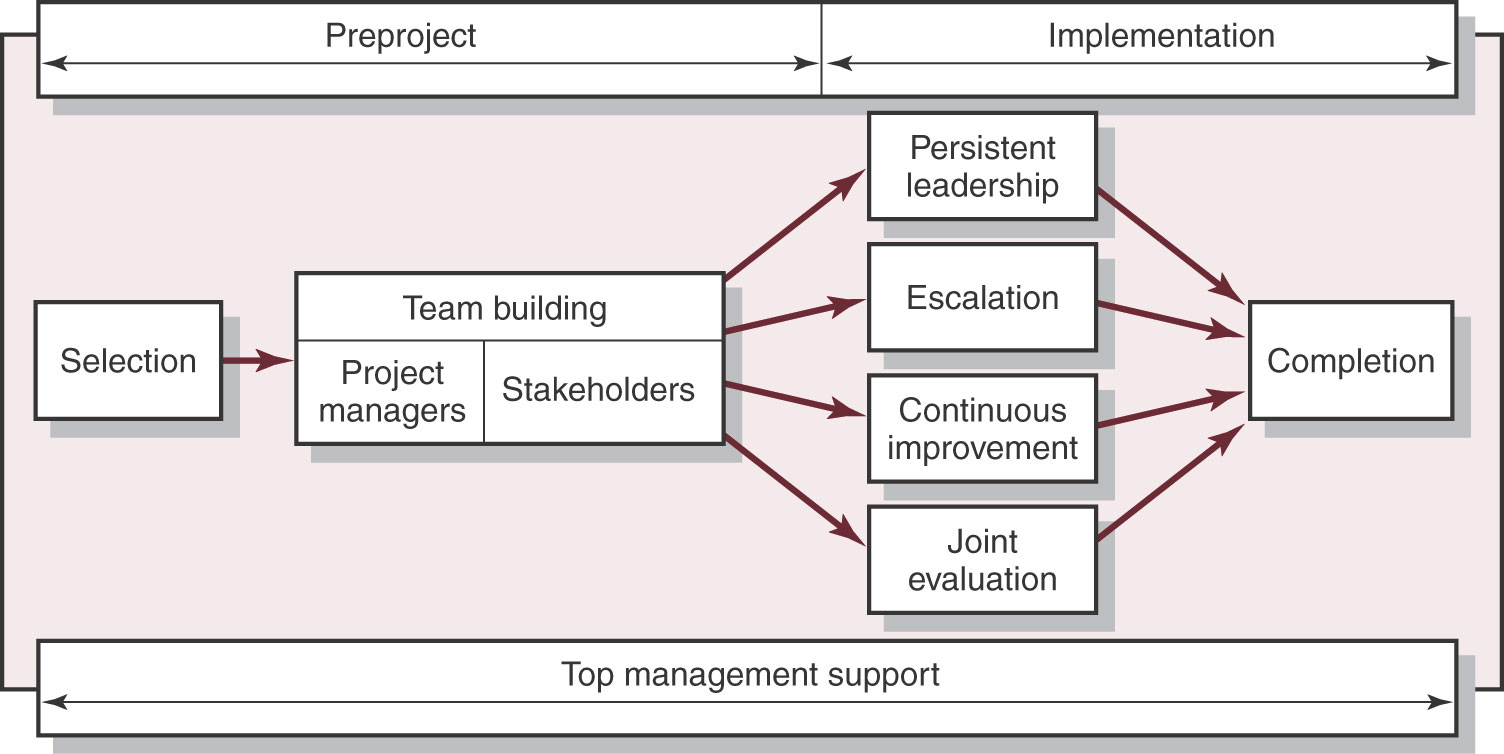 Preproject
Implementation
Persistent
leadership
Escalation
Selection
Team building
Project
managers
Stakeholders
Completion
Continuous
improvement
Joint
evaluation
Top management support